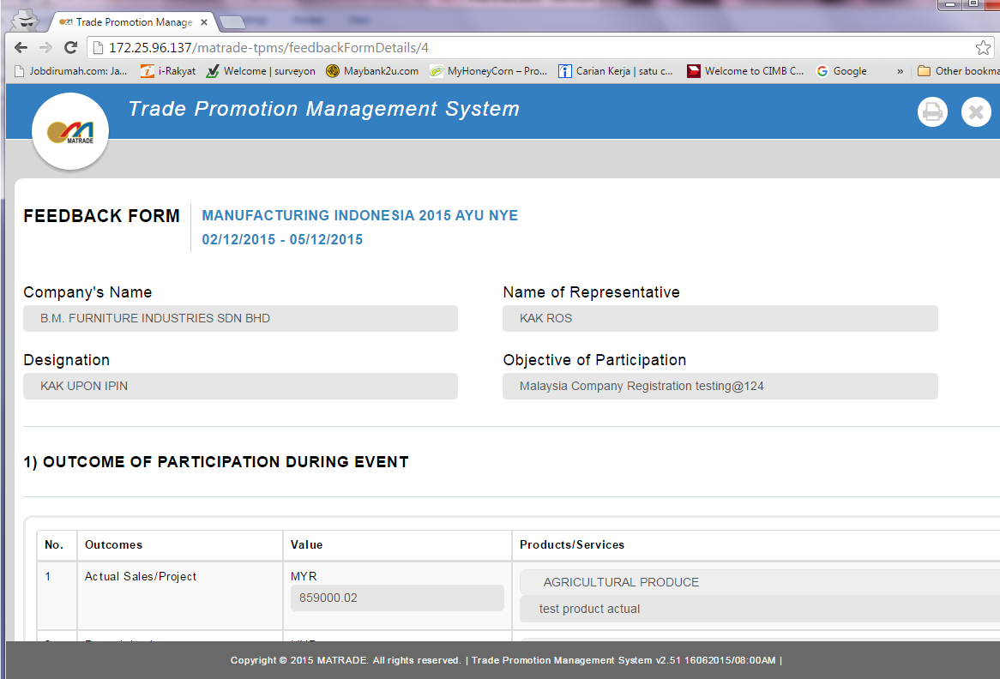 Trade Promotion Manage
172.25.96.137/matrade-tpms/feedbackFormDetails/4
Jobdirumah.com: Ja... i-Rakyat Welcome | surveyon Maybank2u.com MyHoneyCorn – Pro... Carian Kerja | satu c... Welcome to CIMB C... Google » Other bookma
Trade Promotion Management System
MATRADE
FEEDBACK FORM
MANUFACTURING INDONESIA 2015 AYU NYE
02/12/2015 - 05/12/2015
Company's Name Name of Representative
B.M. FURNITURE INDUSTRIES SDN BHD KAK ROS
Designation Objective of Participation
KAK UPON IPIN Malaysia Company Registration testing@124
1) OUTCOME OF PARTICIPATION DURING EVENT
No. Outcomes Value Products/Services
1 Actual Sales/Project MYR
859000.02
AGRICULTURAL PRODUCE
test product actual
Copyright © 2015 MATRADE. All rights reserved. | Trade Promotion Management System v2.51 16062015/08:00AM |